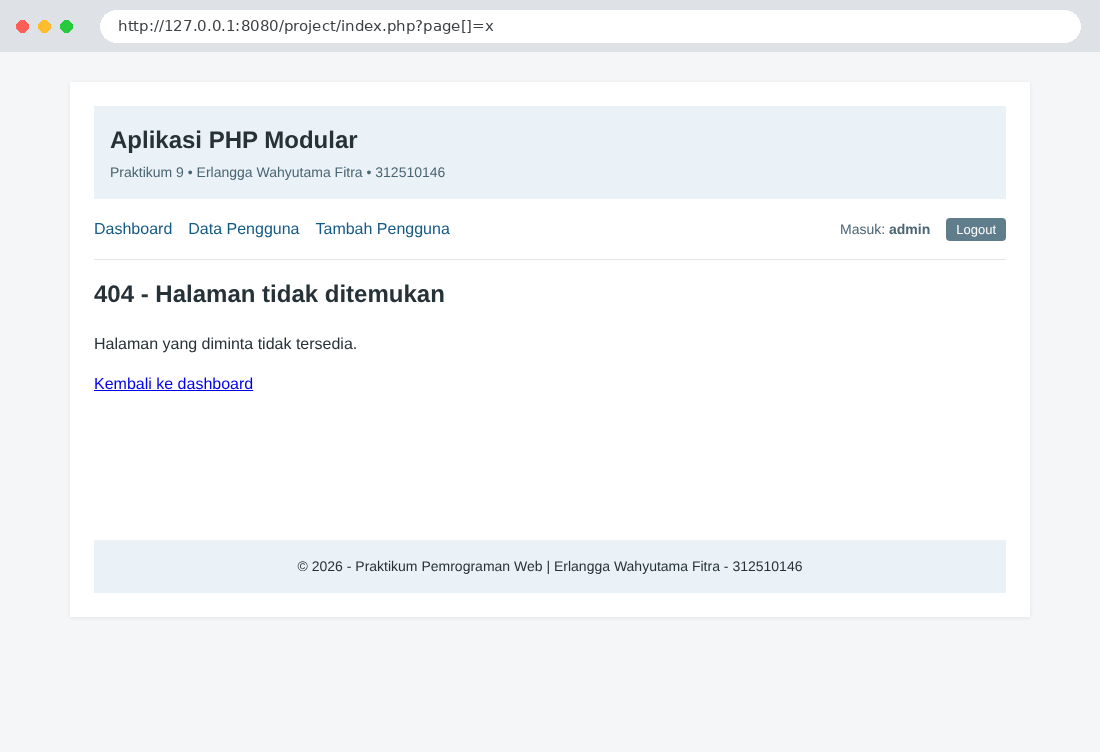 http://127.0.0.1:8080/project/index.php?page[]=x
Aplikasi PHP Modular
Praktikum 9 • Erlangga Wahyutama Fitra • 312510146
Dashboard Data Pengguna Tambah Pengguna Masuk: admin Logout
404 - Halaman tidak ditemukan
Halaman yang diminta tidak tersedia.
Kembali ke dashboard
© 2026 - Praktikum Pemrograman Web | Erlangga Wahyutama Fitra - 312510146